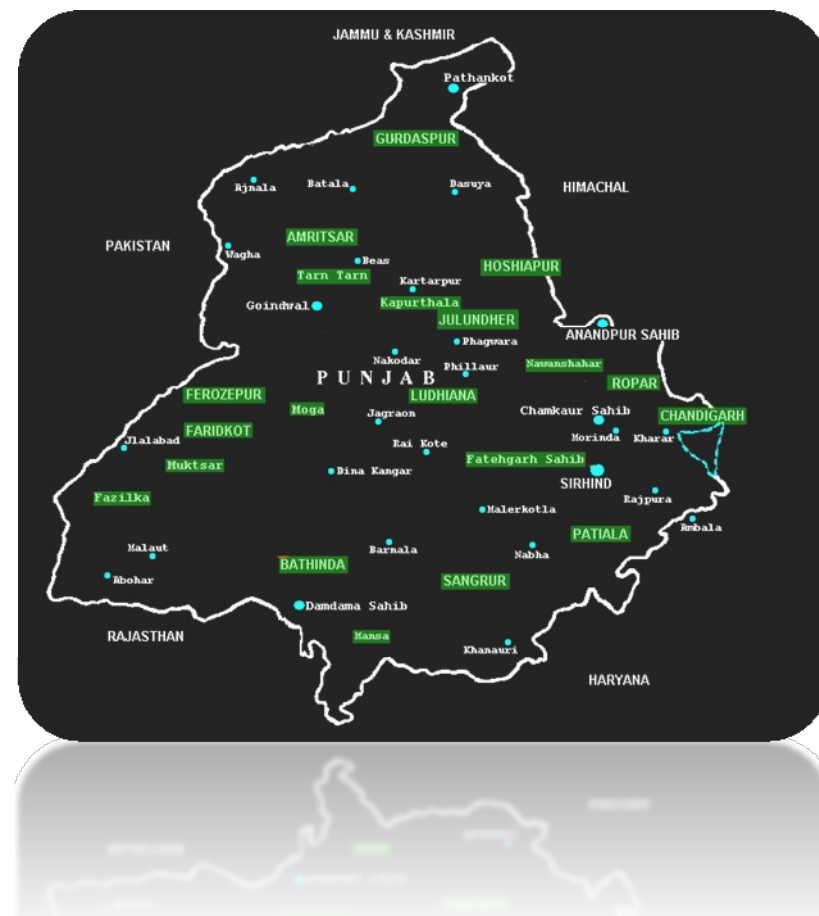 JAMMU & KASHMIR
Pathankot
GURDASPUR
Ajnala
Batala
Dasuya
HIMACHAL
AMRITSAR
PAKISTAN
Wagha
Beas
HOSHIAPUR
Tarn Tarn
Kartarpur
Kapurthala
Goindwal
JULUNDHER
ANANDPUR SAHIB
Phagwara
Nakodar
Phillaur
Nawanshahar
PUNJAB
ROPAR
FEROZEPUR
LUDHIANA
Moga
Chamkaur Sahib
CHANDIGARH
Jagraon
FARIDKOT
Morinda
Kharar
Jlalabad
Rai Kote
Muktsar
Fatehgarh Sahib
Dina Kangar
SIRHIND
Fazilka
Rajpura
Malerkotla
Ambala
PATIALA
Malaut
Barnala
Nabha
BATHINDA
Abohar
SANGRUR
Damdama Sahib
RAJASTHAN
Mansa
Khanauri
HARYANA